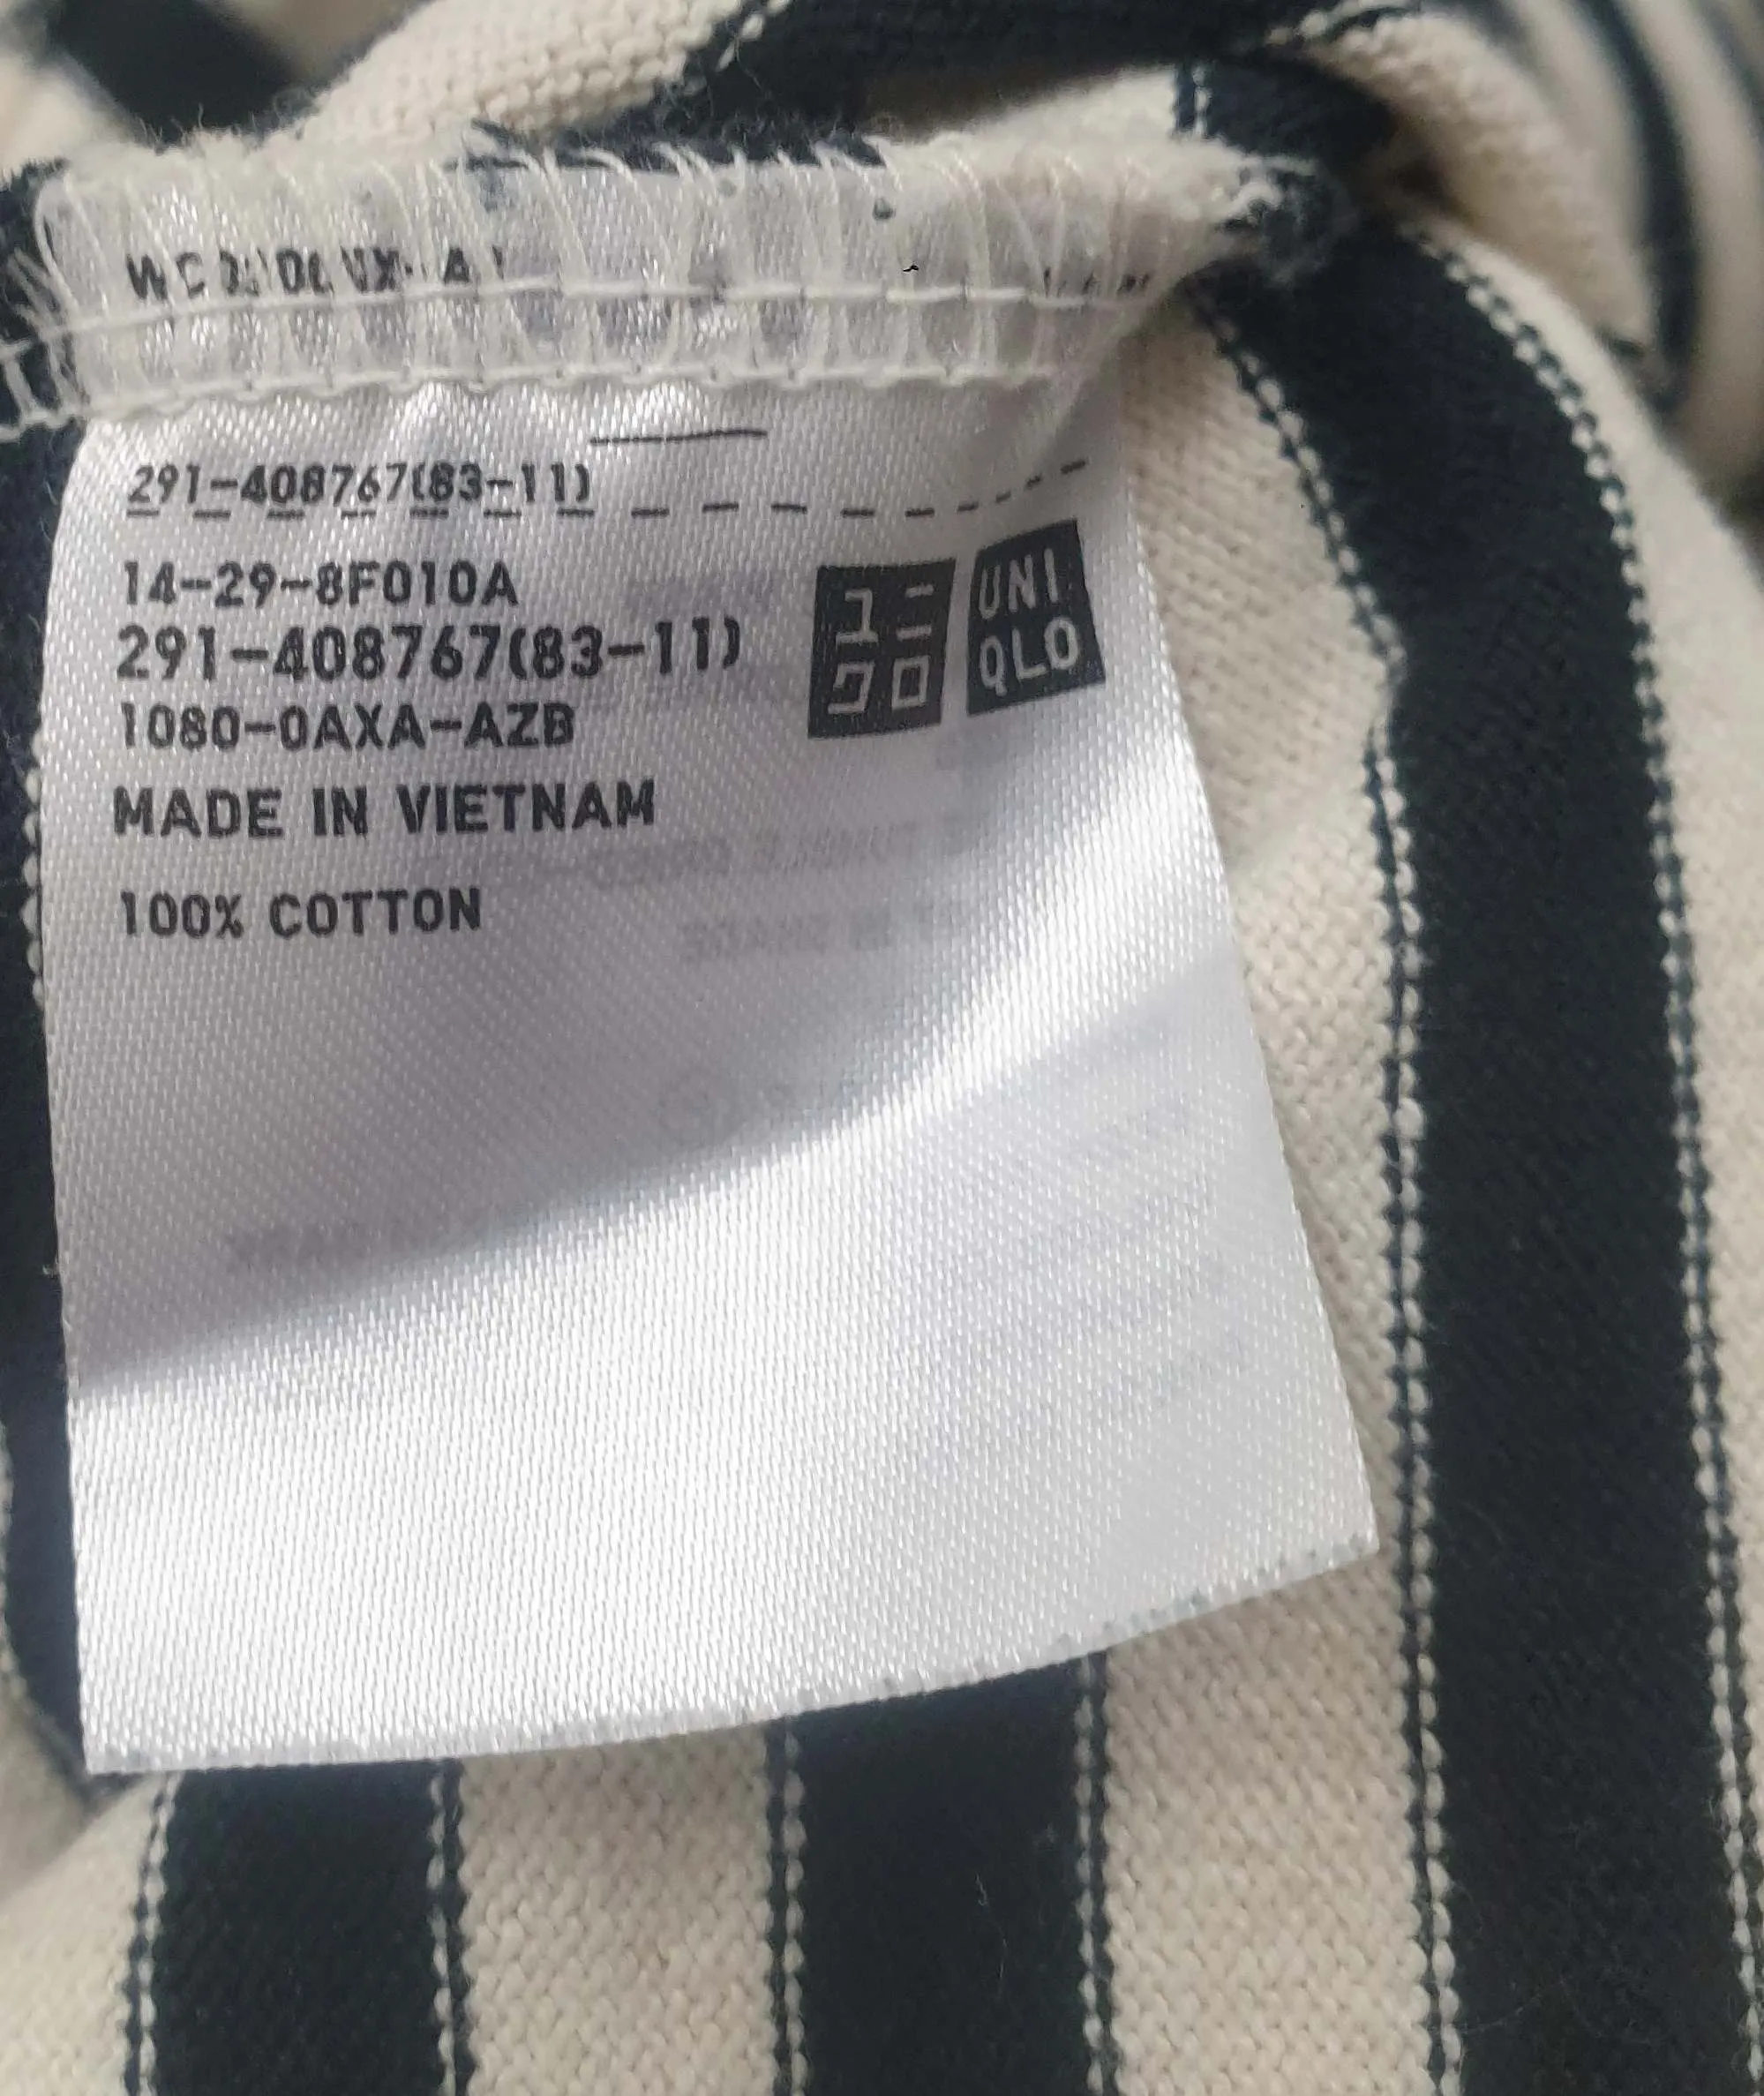 291-408767(83-11)
14-29-8F010A
291-408767(83-11)
1080-0AXA-AZB
MADE IN VIETNAM
100% COTTON
ユニ
クロ
UNI
QLO